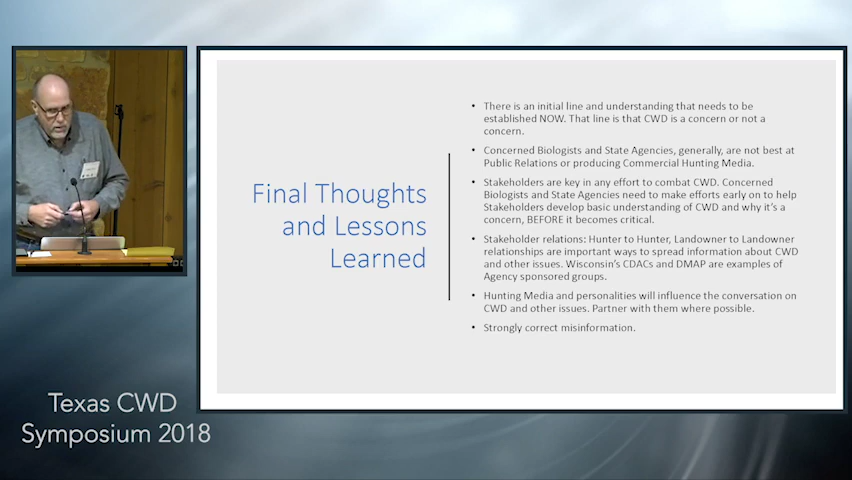 Final Thoughts
and Lessons
Learned
• There is an initial line and understanding that needs to be
established NOW. That line is that CWD is a concern or not a
concern.
• Concerned Biologists and State Agencies, generally, are not best at
Public Relations or producing Commercial Hunting Media.
• Stakeholders are key in any effort to combat CWD. Concerned
Biologists and State Agencies need to make efforts early on to help
Stakeholders develop basic understanding of CWD and why it's a
concern, BEFORE it becomes critical.
• Stakeholder relations: Hunter to Hunter, Landowner to Landowner
relationships are important ways to spread information about CWD
and other issues. Wisconsin's CDACs and DMAP are examples of
Agency sponsored groups.
• Hunting Media and personalities will influence the conversation on
CWD and other issues. Partner with them where possible.
• Strongly correct misinformation.
Texas CWD
Symposium 2018